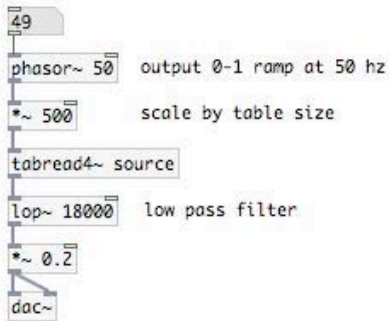 49
phasor~ 50 output 0-1 ramp at 50 hz
*~ 500 scale by table size
tabread4~ source
lop~ 18000 low pass filter
*~ 0.2
dac~